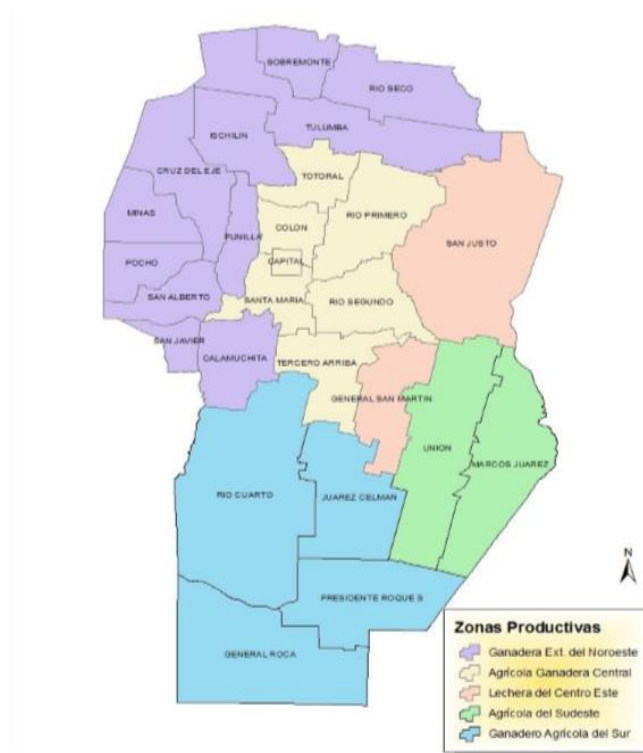 SOBREMONTE
RIO SECO
TULUMBA
ISCHILIN
CRUZ DEL EJE
TOTORAL
RIO PRIMERO
MINAS
COLON
PUNILLA
SAN JUSTO
CAPITAL
POCHO
SAN ALBERTO
SANTA MARIA
RIO SEGUNDO
SAN JAVIER
CALAMUCHITA
TERCERO ARRIBA
GENERAL SAN MARTIN
UNION
MARCOS JUAREZ
RIO CUARTO
JUAREZ CELMAN
N
PRESIDENTE ROQUE S
GENERAL ROCA
Zonas Productivas
Ganadera Ext. del Noroeste
Agrícola Ganadera Central
Lechera del Centro Este
Agrícola del Sudeste
Ganadero Agrícola del Sur